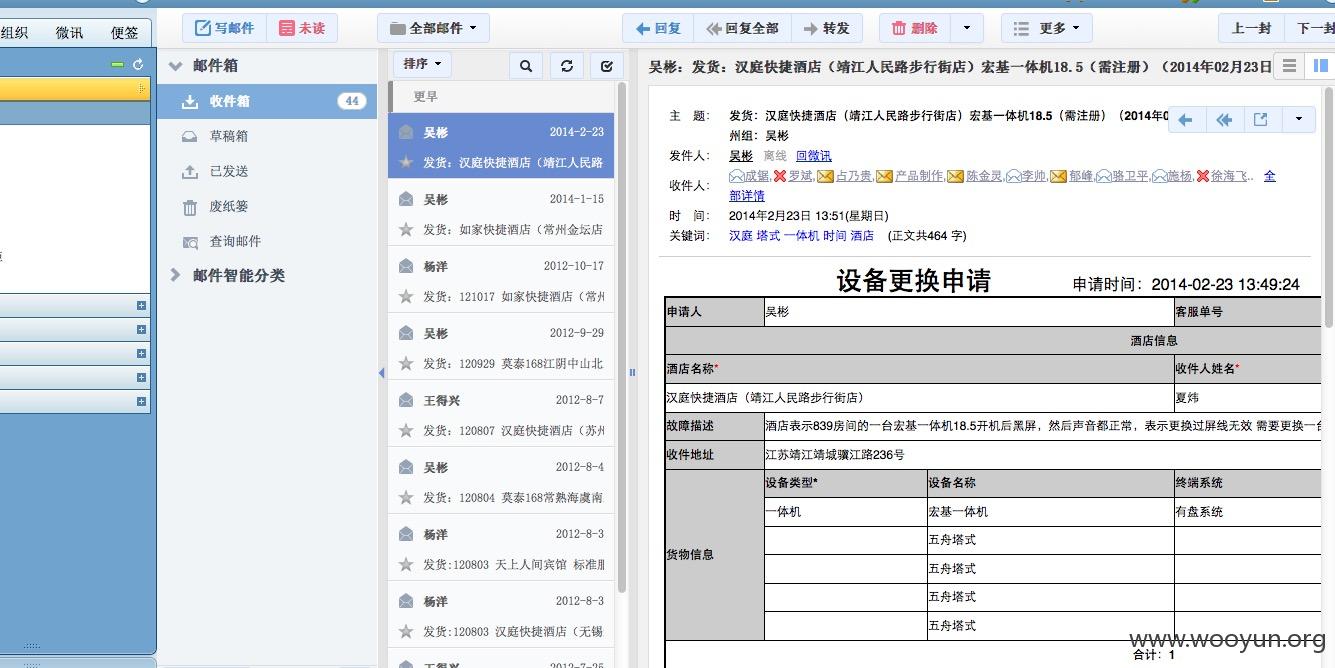 组织 微讯 便签
写邮件 未读 全部邮件 回复 回复全部 转发 删除 更多 上一封 下一封
邮件箱
收件箱 44
草稿箱
已发送
废纸篓
查询邮件
邮件智能分类
排序
更早
吴彬 2014-2-23
发货：汉庭快捷酒店（靖江人民路
吴彬 2014-1-15
发货：如家快捷酒店（常州金坛店
杨洋 2012-10-17
发货：121017 如家快捷酒店（常州
吴彬 2012-9-29
发货：120929 莫泰168江阴中山北
王得兴 2012-8-7
发货：120807 汉庭快捷酒店（苏州
吴彬 2012-8-4
发货：120804 莫泰168常熟海虞南
杨洋 2012-8-3
发货:120803 天上人间宾馆 标准服
杨洋 2012-8-3
发货:120803 汉庭快捷酒店（无锡
王得兴 2012-7-25
吴彬：发货：汉庭快捷酒店（靖江人民路步行街店）宏基一体机18.5（需注册）（2014年02月23日
主 题： 发货：汉庭快捷酒店（靖江人民路步行街店）宏基一体机18.5（需注册）（2014年0
州组：吴彬
发件人： 吴彬 离线 回微讯
收件人： 成锯,罗斌,占乃贵,产品制作,陈金灵,李帅,郁峰,骆卫平,施杨,徐海飞.. 全
部详情
时 间： 2014年2月23日 13:51(星期日)
关键词： 汉庭 塔式 一体机 时间 酒店 (正文共464 字)
设备更换申请 申请时间：2014-02-23 13:49:24
申请人 吴彬 客服单号
酒店信息
酒店名称* 收件人姓名*
汉庭快捷酒店（靖江人民路步行街店） 夏炜
故障描述 酒店表示839房间的一台宏基一体机18.5开机后黑屏，然后声音都正常，表示更换过屏线无效 需要更换一台
收件地址 江苏靖江靖城骥江路236号
货物信息 设备类型* 设备名称 终端系统
一体机 宏基一体机 有盘系统
五舟塔式
五舟塔式
五舟塔式
五舟塔式
合计：1
www.wooyun.org